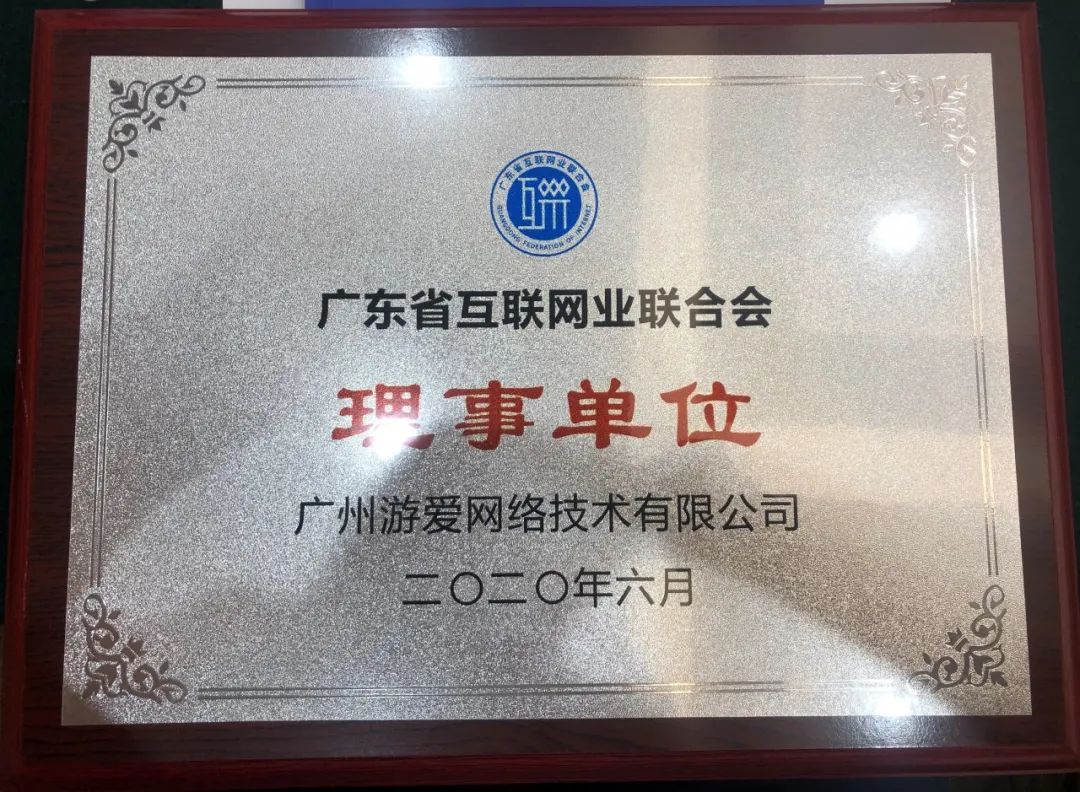 广东省互联网业联合会
GUANGDONG FEDERATION OF INTERNET
广东省互联网业联合会
理事单位
广州游爱网络技术有限公司
二〇二〇年六月